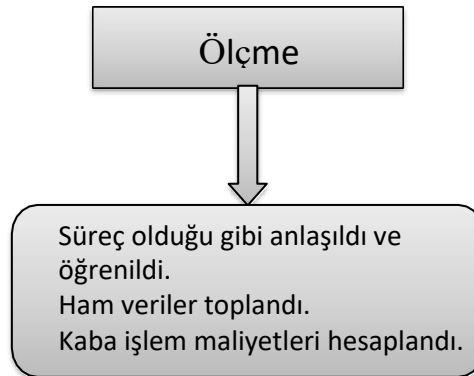 Ölçme
Süreç olduğu gibi anlaşıldı ve
öğrenildi.
Ham veriler toplandı.
Kaba işlem maliyetleri hesaplandı.